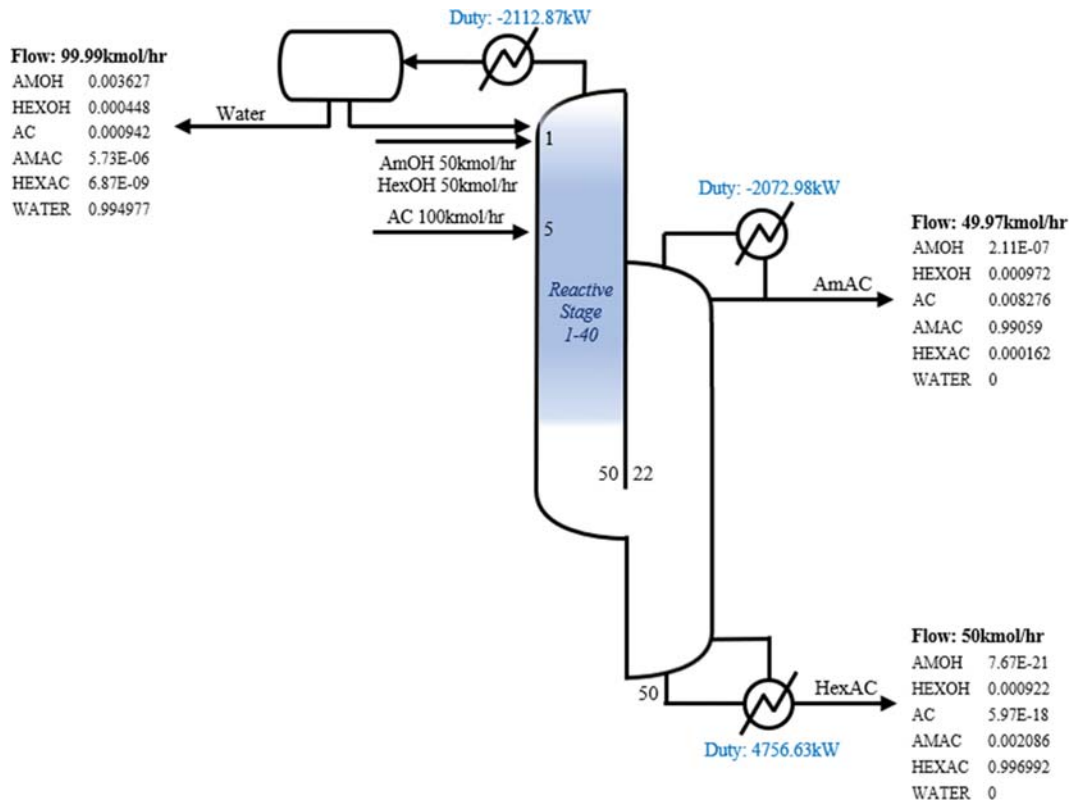 Duty: -2112.87kW
Flow: 99.99kmol/hr
AMOH 0.003627
HEXOH 0.000448
AC 0.000942
AMAC 5.73E-06
HEXAC 6.87E-09
WATER 0.994977
Water
1
AmOH 50kmol/hr
HexOH 50kmol/hr
AC 100kmol/hr
5
Reactive
Stage
1-40
50 22
Duty: -2072.98kW
AmAC
Flow: 49.97kmol/hr
AMOH 2.11E-07
HEXOH 0.000972
AC 0.008276
AMAC 0.99059
HEXAC 0.000162
WATER 0
50
HexAC
Duty: 4756.63kW
Flow: 50kmol/hr
AMOH 7.67E-21
HEXOH 0.000922
AC 5.97E-18
AMAC 0.002086
HEXAC 0.996992
WATER 0